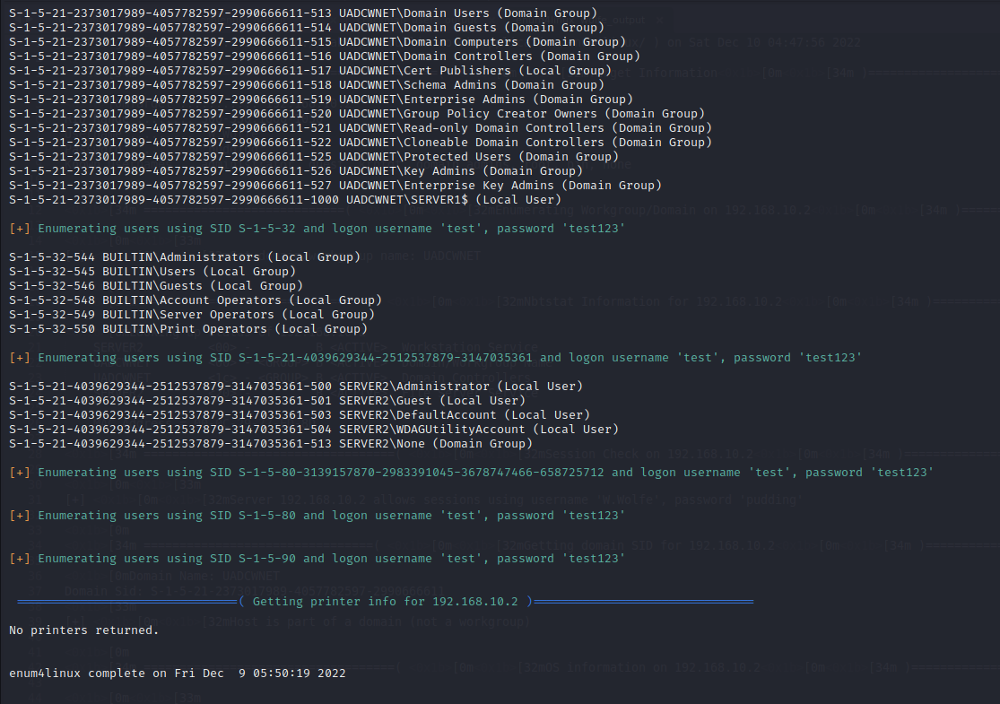 S-1-5-21-2373017989-4057782597-2990666611-513 UADCWNET\Domain Users (Domain Group)
S-1-5-21-2373017989-4057782597-2990666611-514 UADCWNET\Domain Guests (Domain Group)
S-1-5-21-2373017989-4057782597-2990666611-515 UADCWNET\Domain Computers (Domain Group)
S-1-5-21-2373017989-4057782597-2990666611-516 UADCWNET\Domain Controllers (Domain Group)
S-1-5-21-2373017989-4057782597-2990666611-517 UADCWNET\Cert Publishers (Local Group)
S-1-5-21-2373017989-4057782597-2990666611-518 UADCWNET\Schema Admins (Domain Group)
S-1-5-21-2373017989-4057782597-2990666611-519 UADCWNET\Enterprise Admins (Domain Group)
S-1-5-21-2373017989-4057782597-2990666611-520 UADCWNET\Group Policy Creator Owners (Domain Group)
S-1-5-21-2373017989-4057782597-2990666611-521 UADCWNET\Read-only Domain Controllers (Domain Group)
S-1-5-21-2373017989-4057782597-2990666611-522 UADCWNET\Cloneable Domain Controllers (Domain Group)
S-1-5-21-2373017989-4057782597-2990666611-525 UADCWNET\Protected Users (Domain Group)
S-1-5-21-2373017989-4057782597-2990666611-526 UADCWNET\Key Admins (Domain Group)
S-1-5-21-2373017989-4057782597-2990666611-527 UADCWNET\Enterprise Key Admins (Domain Group)
S-1-5-21-2373017989-4057782597-2990666611-1000 UADCWNET\SERVER1$ (Local User)
[+] Enumerating users using SID S-1-5-32 and logon username 'test', password 'test123'
S-1-5-32-544 BUILTIN\Administrators (Local Group)
S-1-5-32-545 BUILTIN\Users (Local Group)
S-1-5-32-546 BUILTIN\Guests (Local Group)
S-1-5-32-548 BUILTIN\Account Operators (Local Group)
S-1-5-32-549 BUILTIN\Server Operators (Local Group)
S-1-5-32-550 BUILTIN\Print Operators (Local Group)
[+] Enumerating users using SID S-1-5-21-4039629344-2512537879-3147035361 and logon username 'test', password 'test123'
S-1-5-21-4039629344-2512537879-3147035361-500 SERVER2\Administrator (Local User)
S-1-5-21-4039629344-2512537879-3147035361-501 SERVER2\Guest (Local User)
S-1-5-21-4039629344-2512537879-3147035361-503 SERVER2\DefaultAccount (Local User)
S-1-5-21-4039629344-2512537879-3147035361-504 SERVER2\WDAGUtilityAccount (Local User)
S-1-5-21-4039629344-2512537879-3147035361-513 SERVER2\None (Domain Group)
[+] Enumerating users using SID S-1-5-80-3139157870-2983391045-3678747466-658725712 and logon username 'test', password 'test123'
[+] Enumerating users using SID S-1-5-80 and logon username 'test', password 'test123'
[+] Enumerating users using SID S-1-5-90 and logon username 'test', password 'test123'
( Getting printer info for 192.168.10.2 )
No printers returned.
enum4linux complete on Fri Dec  9 05:50:19 2022